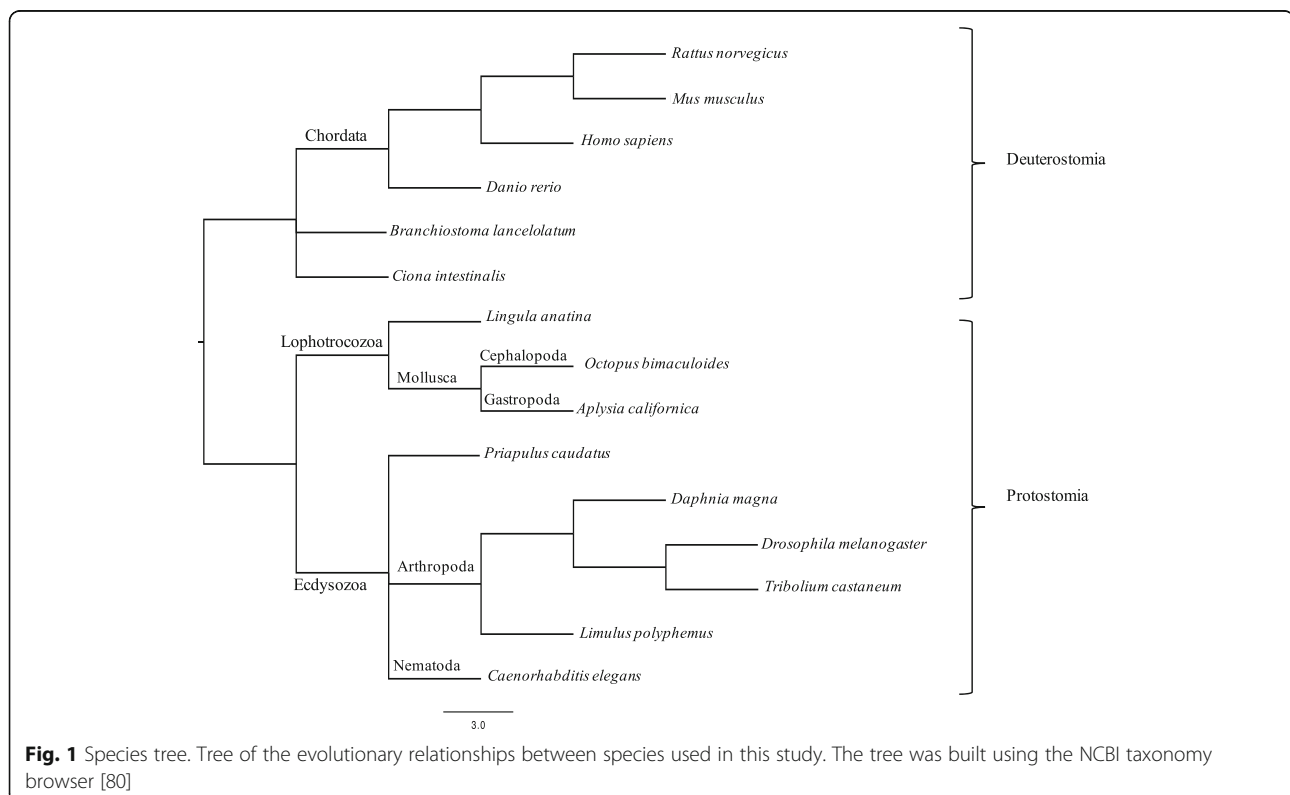 Rattus norvegicus
Mus musculus
Chordata
Homo sapiens
Deuterostomia
Danio rerio
Branchiostoma lancelolatum
Ciona intestinalis
Lingula anatina
Lophotrocozoa
Cephalopoda
Octopus bimaculoides
Mollusca
Gastropoda
Aplysia californica
Priapulus caudatus
Daphnia magna
Protostomia
Drosophila melanogaster
Arthropoda
Ecdysozoa
Tribolium castaneum
Limulus polyphemus
Nematoda
Caenorhabditis elegans
3.0
Fig. 1 Species tree. Tree of the evolutionary relationships between species used in this study. The tree was built using the NCBI taxonomy
browser [80]